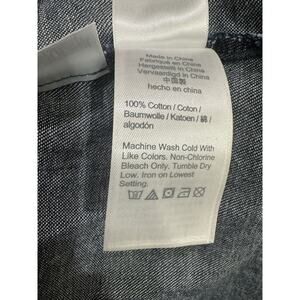 Made in China
Fabriqué en Chine
Hergestellt in China
Vervaardigd in China
中国製
hecho en china
100% Cotton / Coton /
Baumwolle / Katoen / 綿 /
algodón
Machine Wash Cold With
Like Colors. Non-Chlorine
Bleach Only. Tumble Dry
Low. Iron on Lowest
Setting.